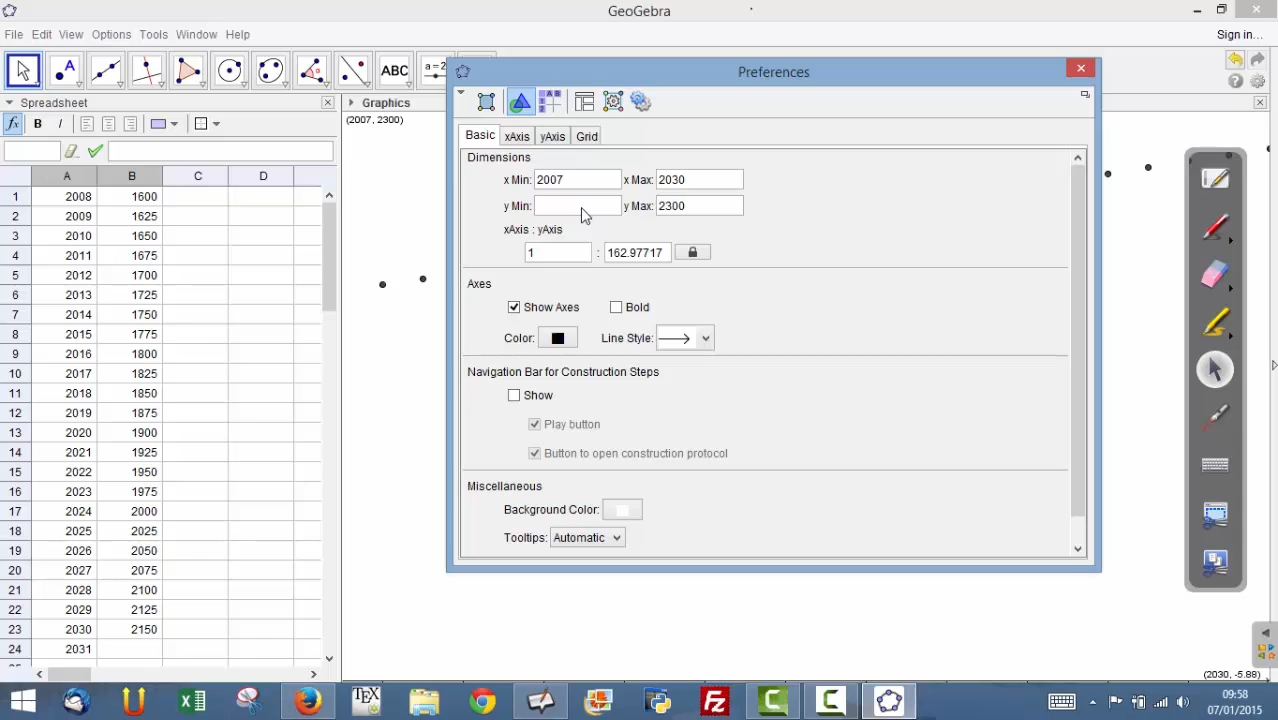 GeoGebra
File Edit View Options Tools Window Help
Sign in...
ABC
a = 2
Spreadsheet
Graphics
Preferences
fx B I
(2007, 2300)
Basic xAxis yAxis Grid
Dimensions
x Min: 2007 x Max: 2030
y Min: y Max: 2300
xAxis : yAxis
1 : 162.97717
Axes
Show Axes Bold
Color: Line Style:
Navigation Bar for Construction Steps
Show
Play button
Button to open construction protocol
Miscellaneous
Background Color:
Tooltips: Automatic
A B C D
1 2008 1600
2 2009 1625
3 2010 1650
4 2011 1675
5 2012 1700
6 2013 1725
7 2014 1750
8 2015 1775
9 2016 1800
10 2017 1825
11 2018 1850
12 2019 1875
13 2020 1900
14 2021 1925
15 2022 1950
16 2023 1975
17 2024 2000
18 2025 2025
19 2026 2050
20 2027 2075
21 2028 2100
22 2029 2125
23 2030 2150
24 2031
(2030, -5.88)
TEX
09:58
07/01/2015